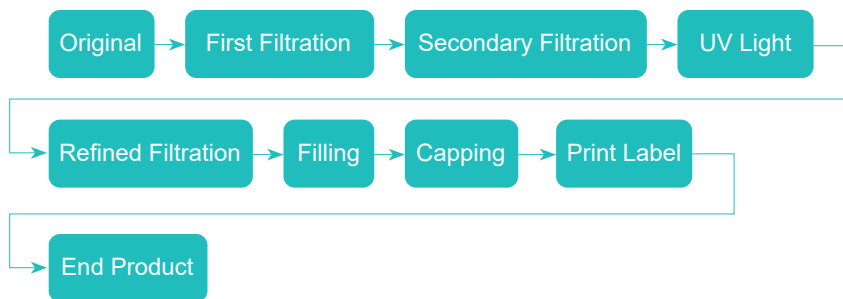 Original
First Filtration
Secondary Filtration
UV Light
Refined Filtration
Filling
Capping
Print Label
End Product